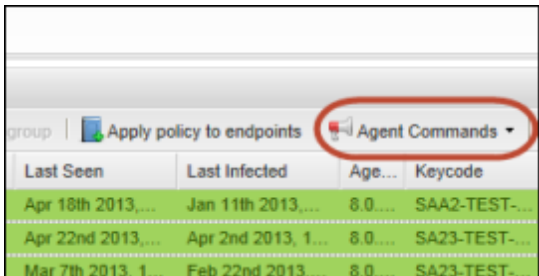 group Apply policy to endpoints Agent Commands
Last Seen Last Infected Age... Keycode
Apr 18th 2013,... Jan 11th 2013,... 8.0.... SAA2-TEST-...
Apr 22nd 2013,... Apr 2nd 2013, 1... 8.0.... SA23-TEST-...
Mar 7th 2013, 1... Feb 22nd 2013... 8.0... SA23-TEST-...